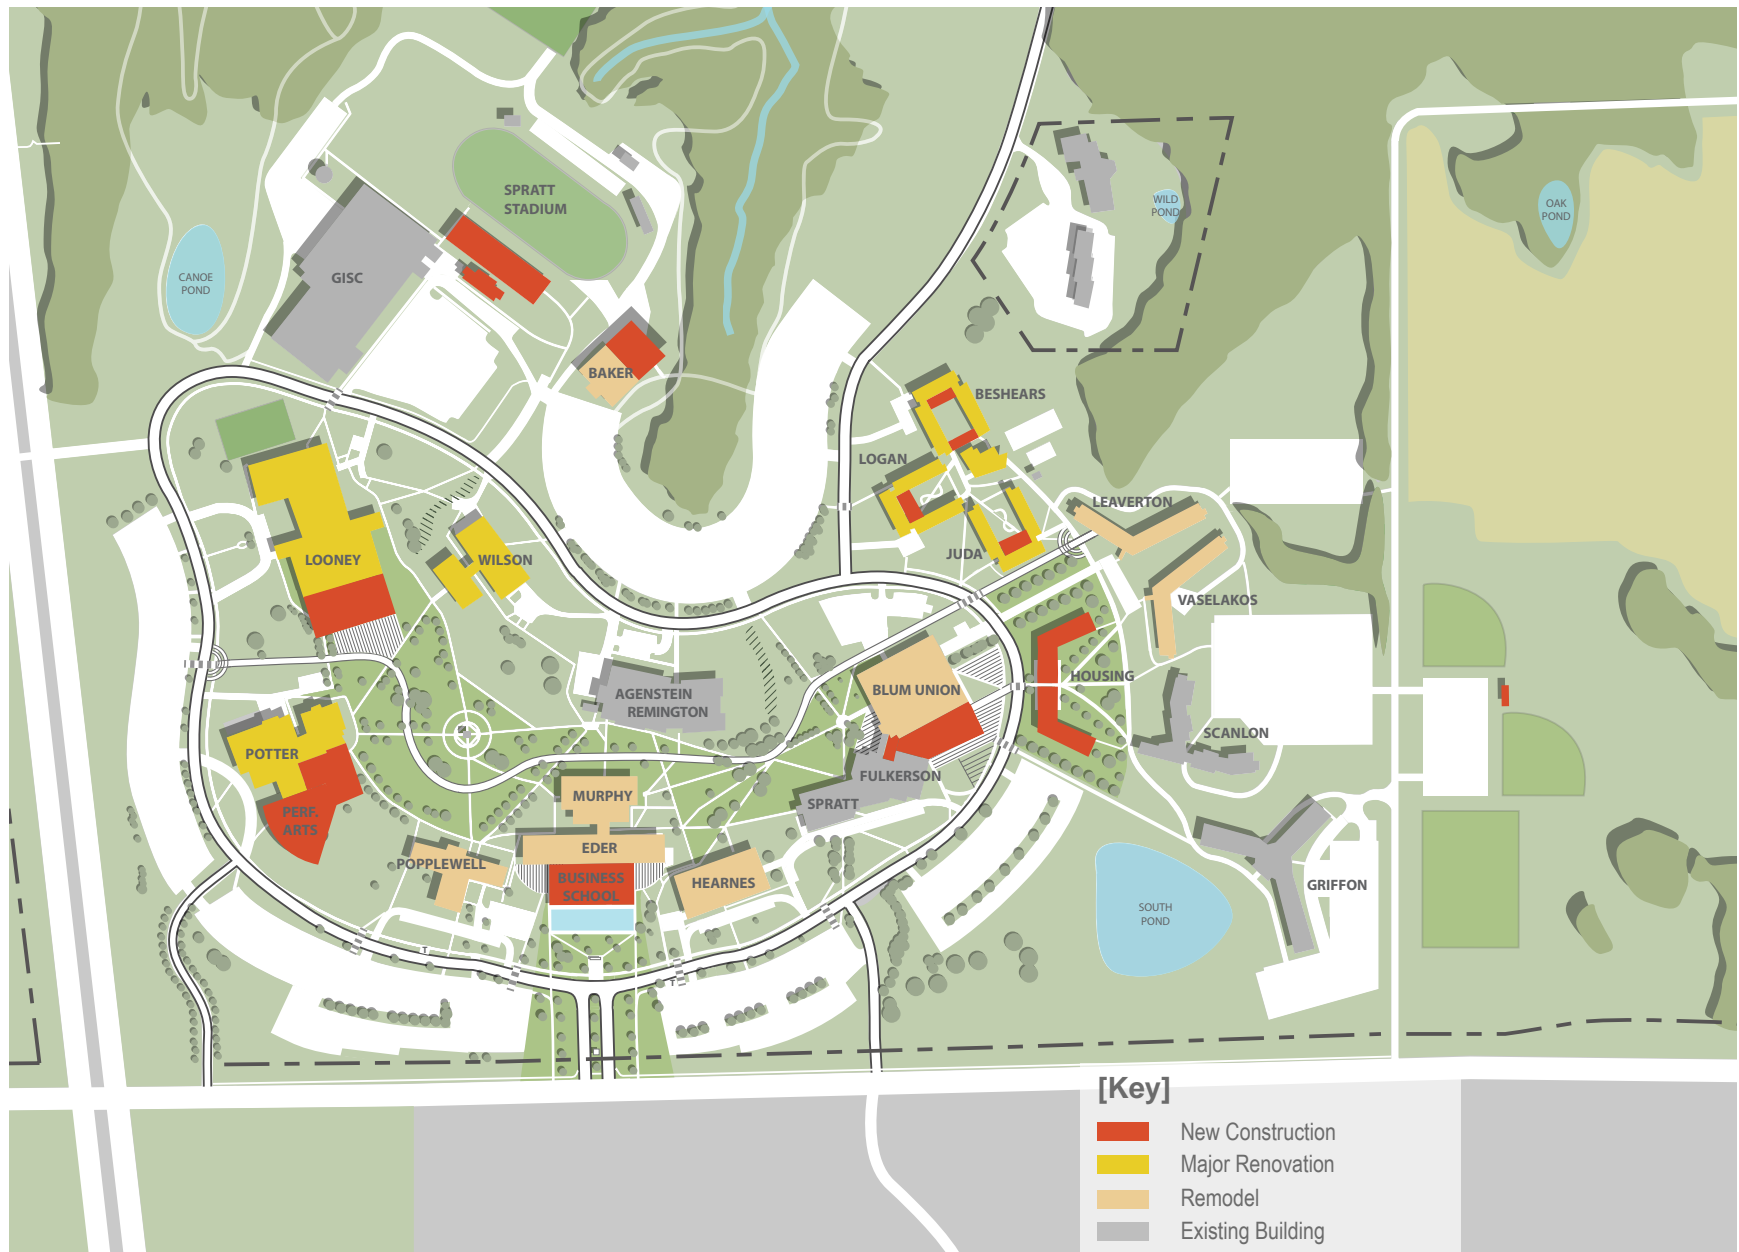 SPRATT
STADIUM
WILD
POND
OAK
POND
CANOE
POND
GISC
BAKER
BESHEARS
LOGAN
LEAVERTON
JUDA
LOONEY
WILSON
VASELAKOS
AGENSTEIN
REMINGTON
BLUM UNION
HOUSING
SCANLON
POTTER
FULKERSON
MURPHY
SPRATT
PERF.
ARTS
EDER
POPPLEWELL
BUSINESS
SCHOOL
HEARNES
GRIFFON
SOUTH
POND
T
T
[Key]
New Construction
Major Renovation
Remodel
Existing Building